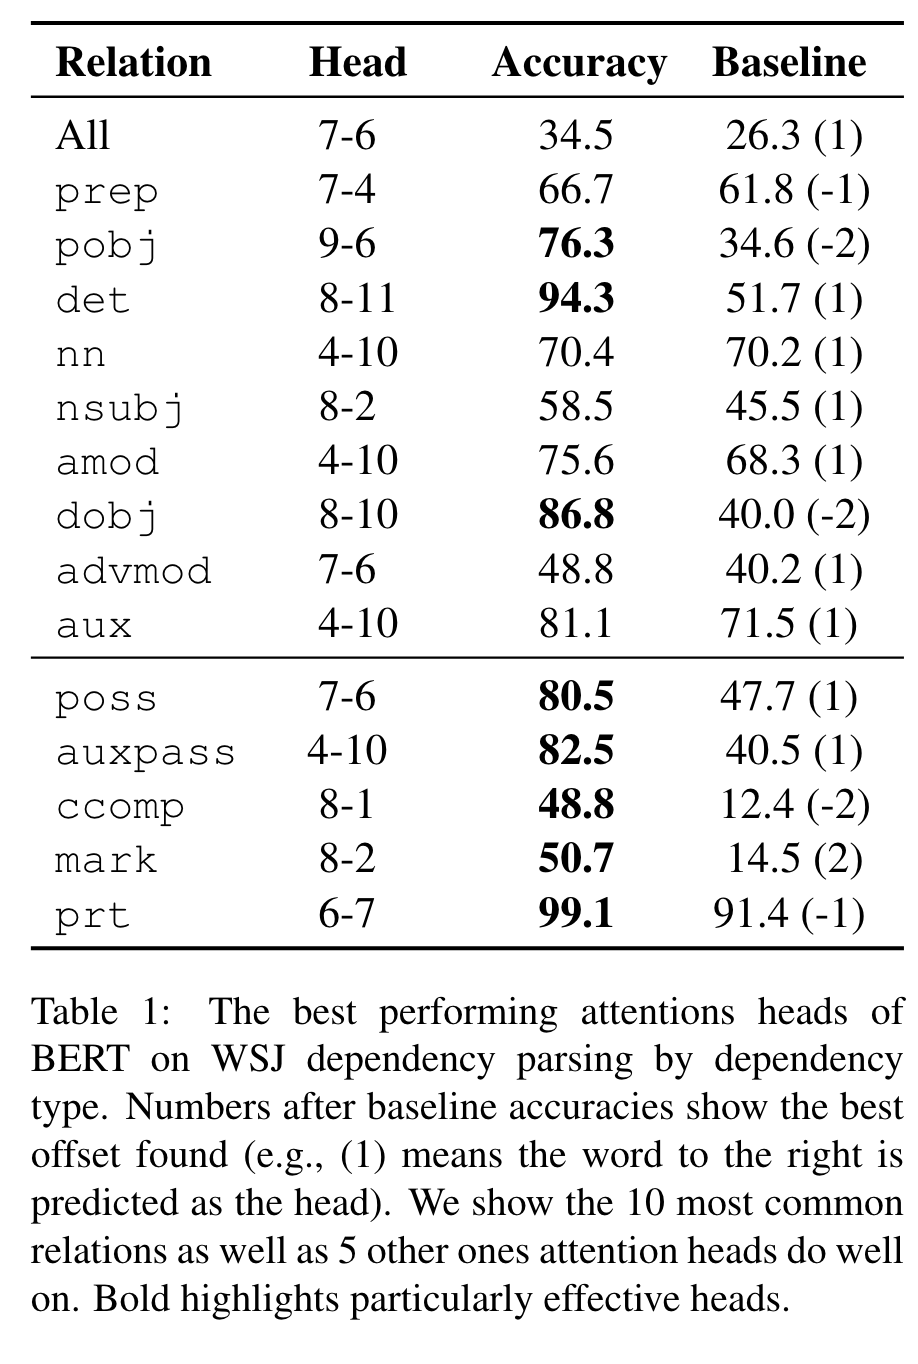 Relation Head Accuracy Baseline
All 7-6 34.5 26.3 (1)
prep 7-4 66.7 61.8 (-1)
pobj 9-6 76.3 34.6 (-2)
det 8-11 94.3 51.7 (1)
nn 4-10 70.4 70.2 (1)
nsubj 8-2 58.5 45.5 (1)
amod 4-10 75.6 68.3 (1)
dobj 8-10 86.8 40.0 (-2)
advmod 7-6 48.8 40.2 (1)
aux 4-10 81.1 71.5 (1)
poss 7-6 80.5 47.7 (1)
auxpass 4-10 82.5 40.5 (1)
ccomp 8-1 48.8 12.4 (-2)
mark 8-2 50.7 14.5 (2)
prt 6-7 99.1 91.4 (-1)
Table 1: The best performing attentions heads of
BERT on WSJ dependency parsing by dependency
type. Numbers after baseline accuracies show the best
offset found (e.g., (1) means the word to the right is
predicted as the head). We show the 10 most common
relations as well as 5 other ones attention heads do well
on. Bold highlights particularly effective heads.